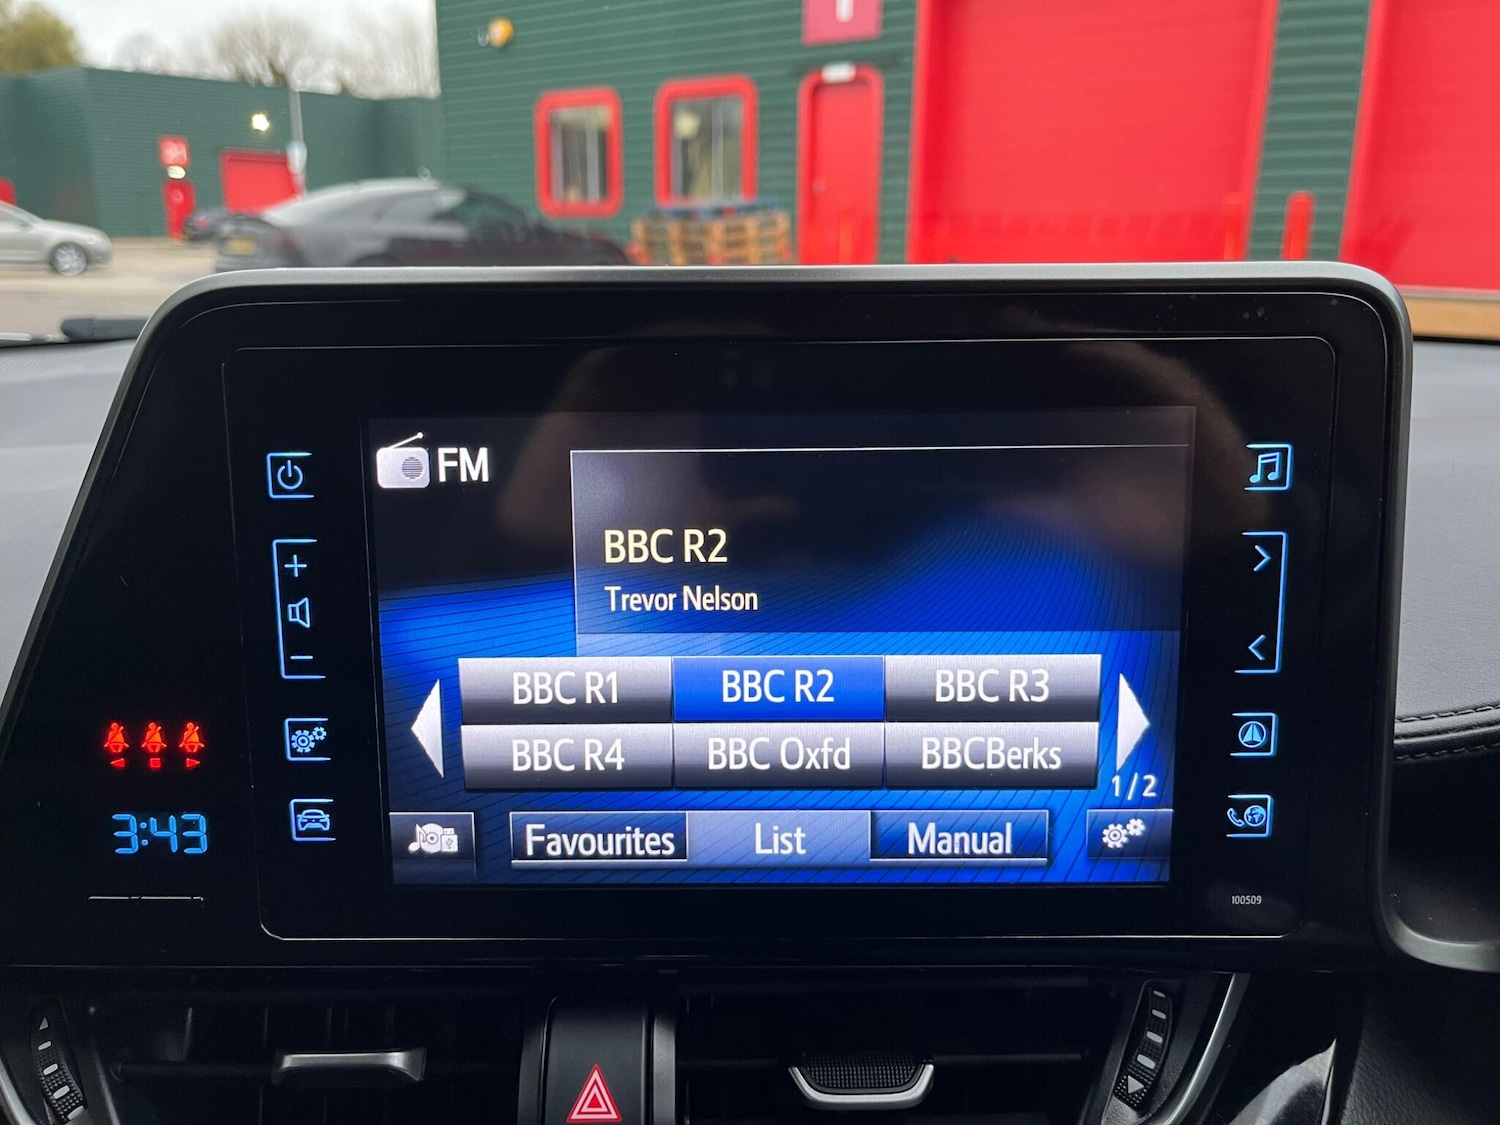 FM
BBC R2
Trevor Nelson
BBC R1 BBC R2 BBC R3
BBC R4 BBC Oxfd BBCBerks
1/2
Favourites List Manual
3:43
100509